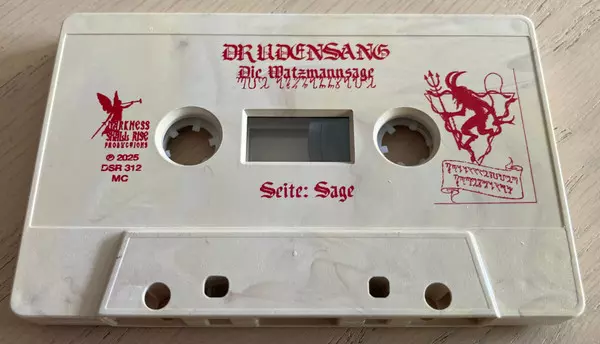 DRUDENSANG
Die Watzmannsage
DARKNESS
SHALL RISE
PRODUCTIONS
℗ 2025
DSR 312
MC
Seite: Sage